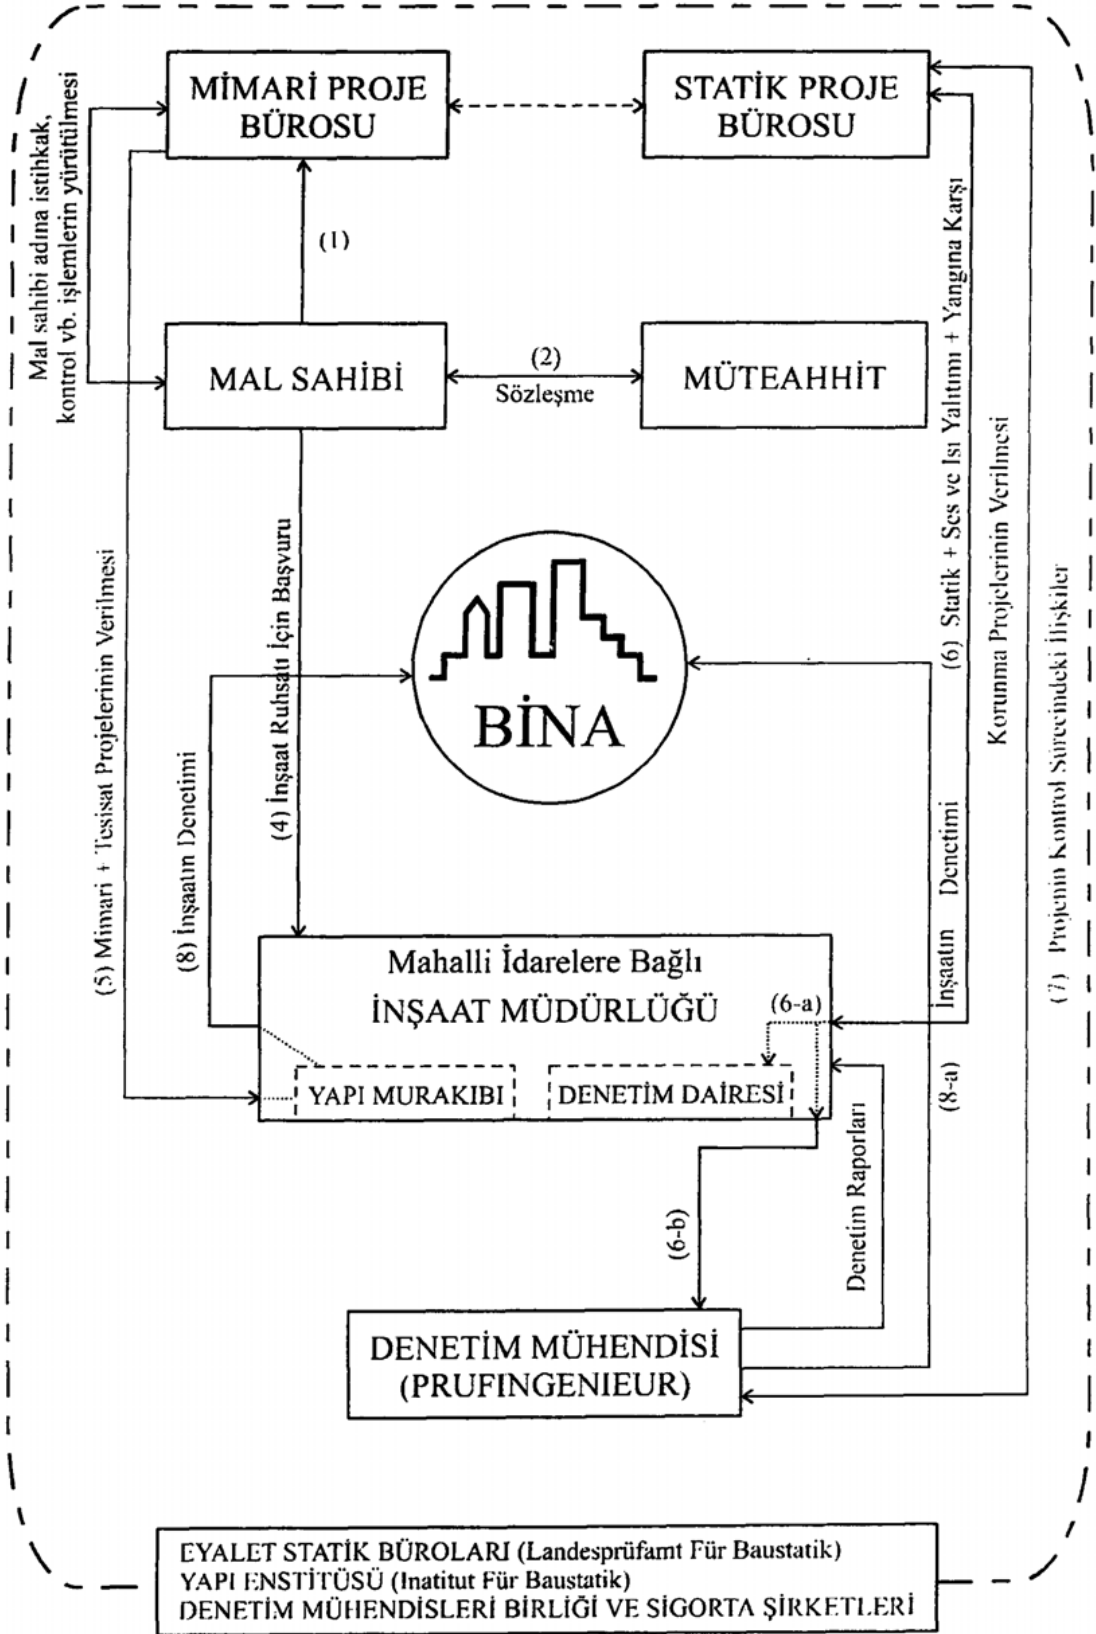 MİMARİ PROJE
BÜROSU
STATİK PROJE
BÜROSU
Mal sahibi adına istihkak,
kontrol vb. işlemlerin yürütülmesi
(1)
MAL SAHİBİ
(2)
Sözleşme
MÜTEAHHİT
(6) Statik + Ses ve Isı Yalıtımı + Yangına Karşı
Korunma Projelerinin Verilmesi
(7) Projenin Kontrol Sürecindeki İlişkiler
(5) Mimari + Tesisat Projelerinin Verilmesi
(4) İnşaat Ruhsatı İçin Başvuru
BİNA
(8) İnşaatın Denetimi
(8-a) İnşaatın Denetimi
Mahalli İdarelere Bağlı
İNŞAAT MÜDÜRLÜĞÜ
(6-a)
YAPI MURAKIBI
DENETİM DAİRESİ
(6-b)
Denetim Raporları
DENETİM MÜHENDİSİ
(PRUFINGENIEUR)
EYALET STATİK BÜROLARI (Landesprüfamt Für Baustatik)
YAPI ENSTİTÜSÜ (Inatitut Für Baustatik)
DENETİM MÜHENDİSLERİ BİRLİĞİ VE SİGORTA ŞİRKETLERİ